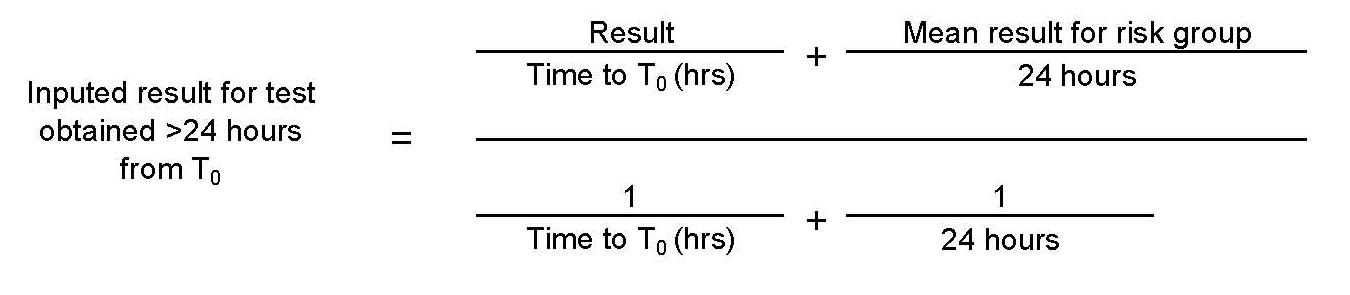 Inputed result for test
obtained >24 hours
from T0
=
Result
Time to T0 (hrs)
+
Mean result for risk group
24 hours
1
Time to T0 (hrs)
+
1
24 hours